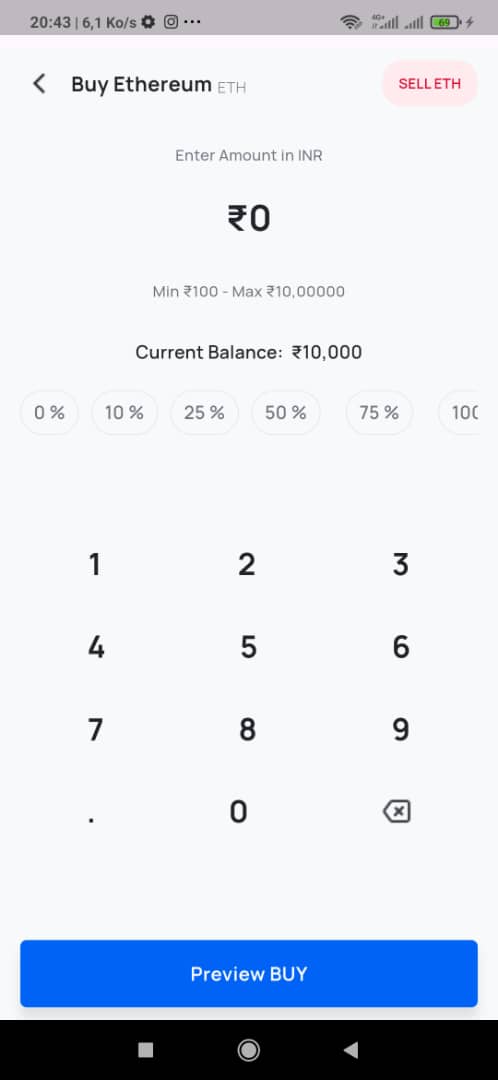 20:43 | 6,1 Ko/s
4G+
69
Buy Ethereum ETH
SELL ETH
Enter Amount in INR
₹0
Min ₹100 - Max ₹10,00000
Current Balance: ₹10,000
0 % 10 % 25 % 50 % 75 % 100
1 2 3
4 5 6
7 8 9
. 0
Preview BUY